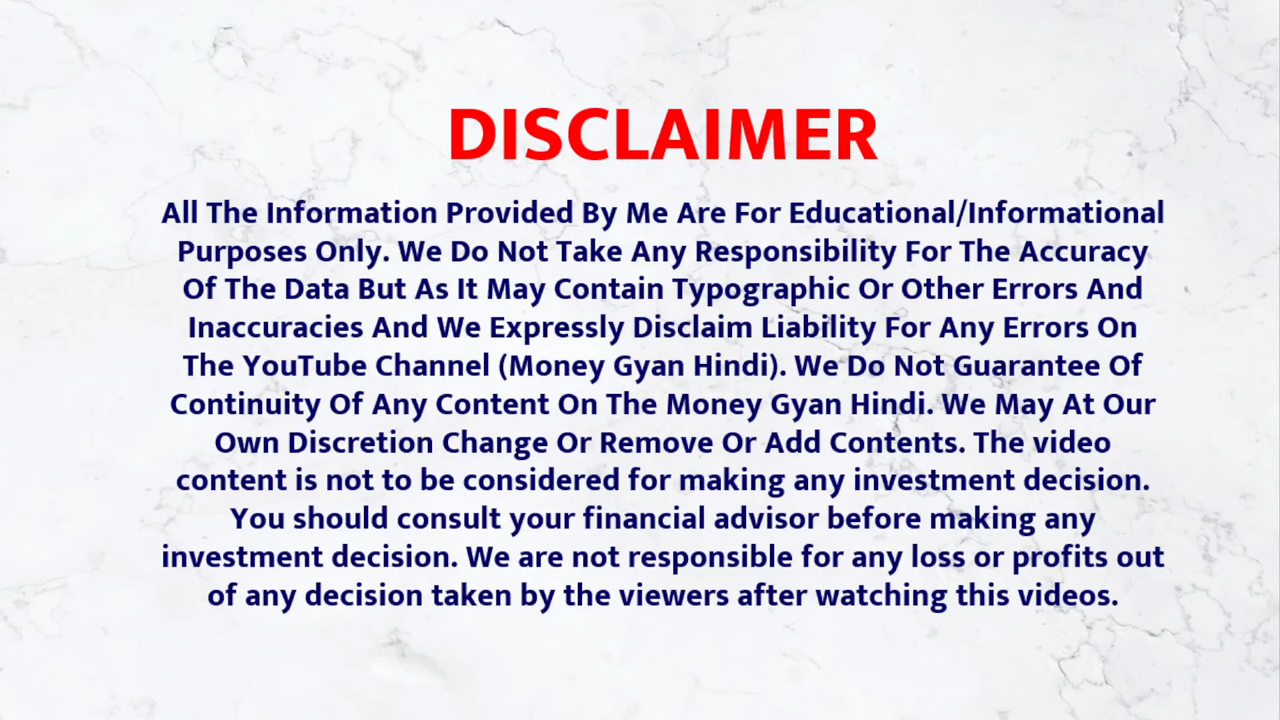 DISCLAIMER
All The Information Provided By Me Are For Educational/Informational
Purposes Only. We Do Not Take Any Responsibility For The Accuracy
Of The Data But As It May Contain Typographic Or Other Errors And
Inaccuracies And We Expressly Disclaim Liability For Any Errors On
The YouTube Channel (Money Gyan Hindi). We Do Not Guarantee Of
Continuity Of Any Content On The Money Gyan Hindi. We May At Our
Own Discretion Change Or Remove Or Add Contents. The video
content is not to be considered for making any investment decision.
You should consult your financial advisor before making any
investment decision. We are not responsible for any loss or profits out
of any decision taken by the viewers after watching this videos.